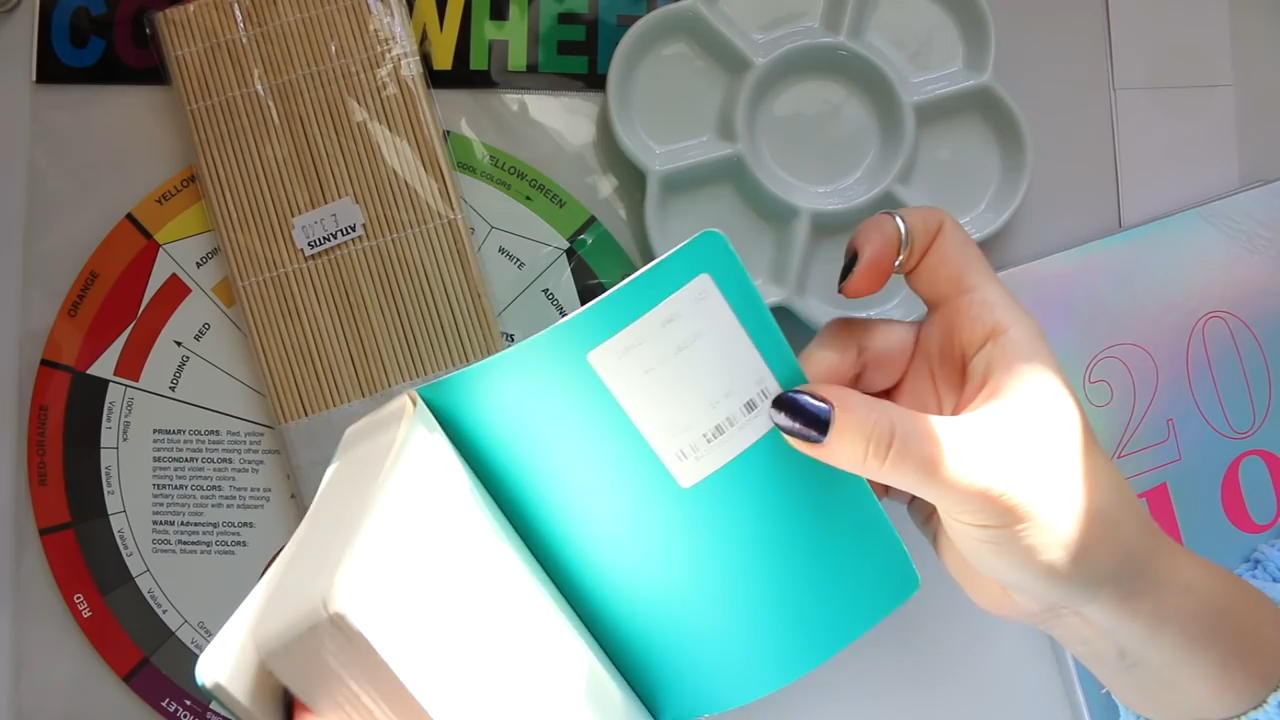 CO WHEE
YELLOW-GREEN
COOL COLORS
YELLOW
ORANGE
RED-ORANGE
RED
VIOLET
WHITE
ADDING
ADDIN
RED
ADDING
ATLANTIS
£3.
100% Black
Value 1
Value 2
Value 3
Value 4
Gray
PRIMARY COLORS: Red, yellow
and blue are the basic colors and
cannot be made from mixing other colors.
SECONDARY COLORS: Orange,
green and violet – each made by
mixing two primary colors.
TERTIARY COLORS: There are six
tertiary colors, each made by mixing
one primary color with an adjacent
secondary color.
WARM (Advancing) COLORS:
Reds, oranges and yellows.
COOL (Receding) COLORS:
Greens, blues and violets.
20